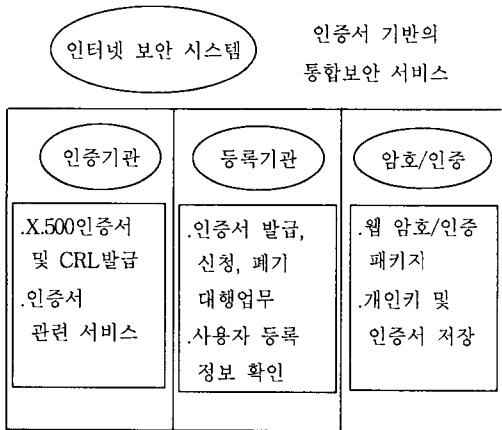 인터넷 보안 시스템
인증서 기반의
통합보안 서비스
인증기관
.X.500인증서
및 CRL발급
.인증서
관련 서비스
등록기관
.인증서 발급,
신청, 폐기
대행업무
.사용자 등록
정보 확인
암호/인증
.웹 암호/인증
패키지
.개인키 및
인증서 저장